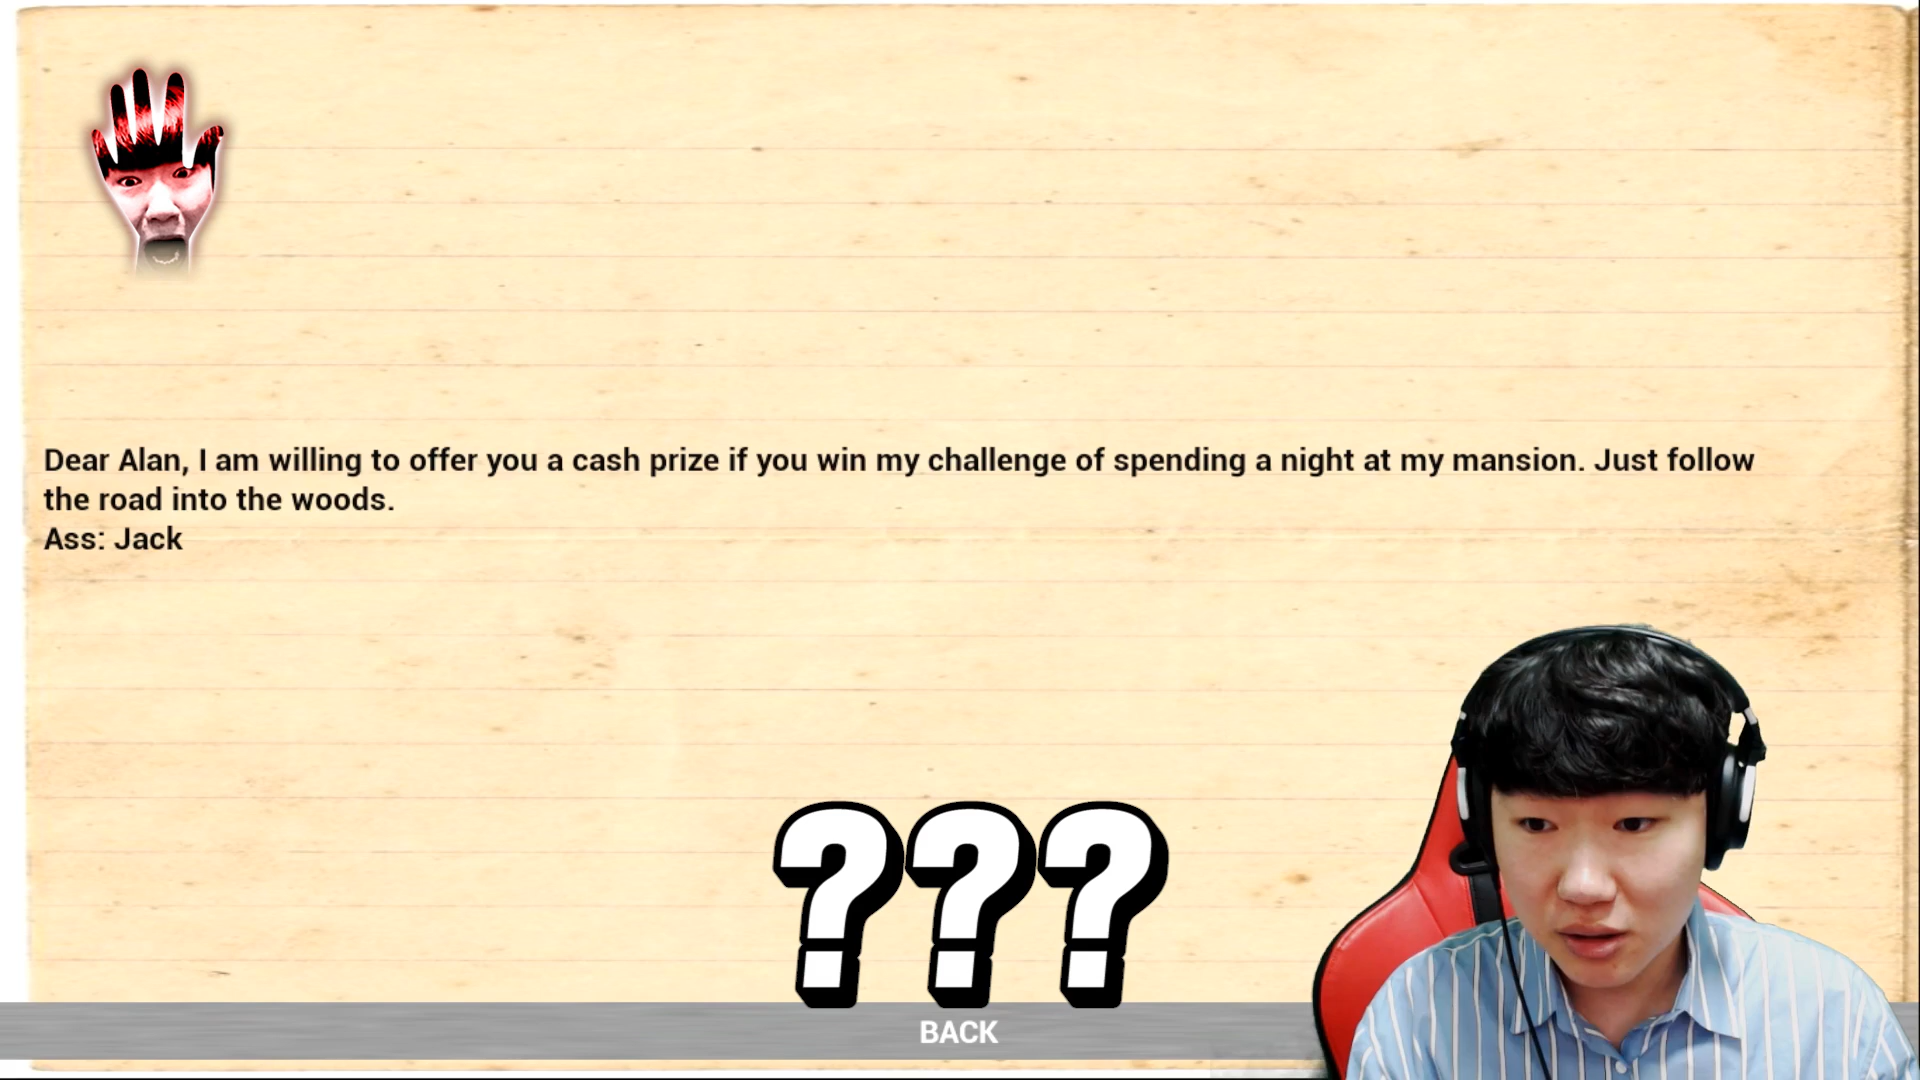 Dear Alan, I am willing to offer you a cash prize if you win my challenge of spending a night at my mansion. Just follow
the road into the woods.
Ass: Jack
???
BACK